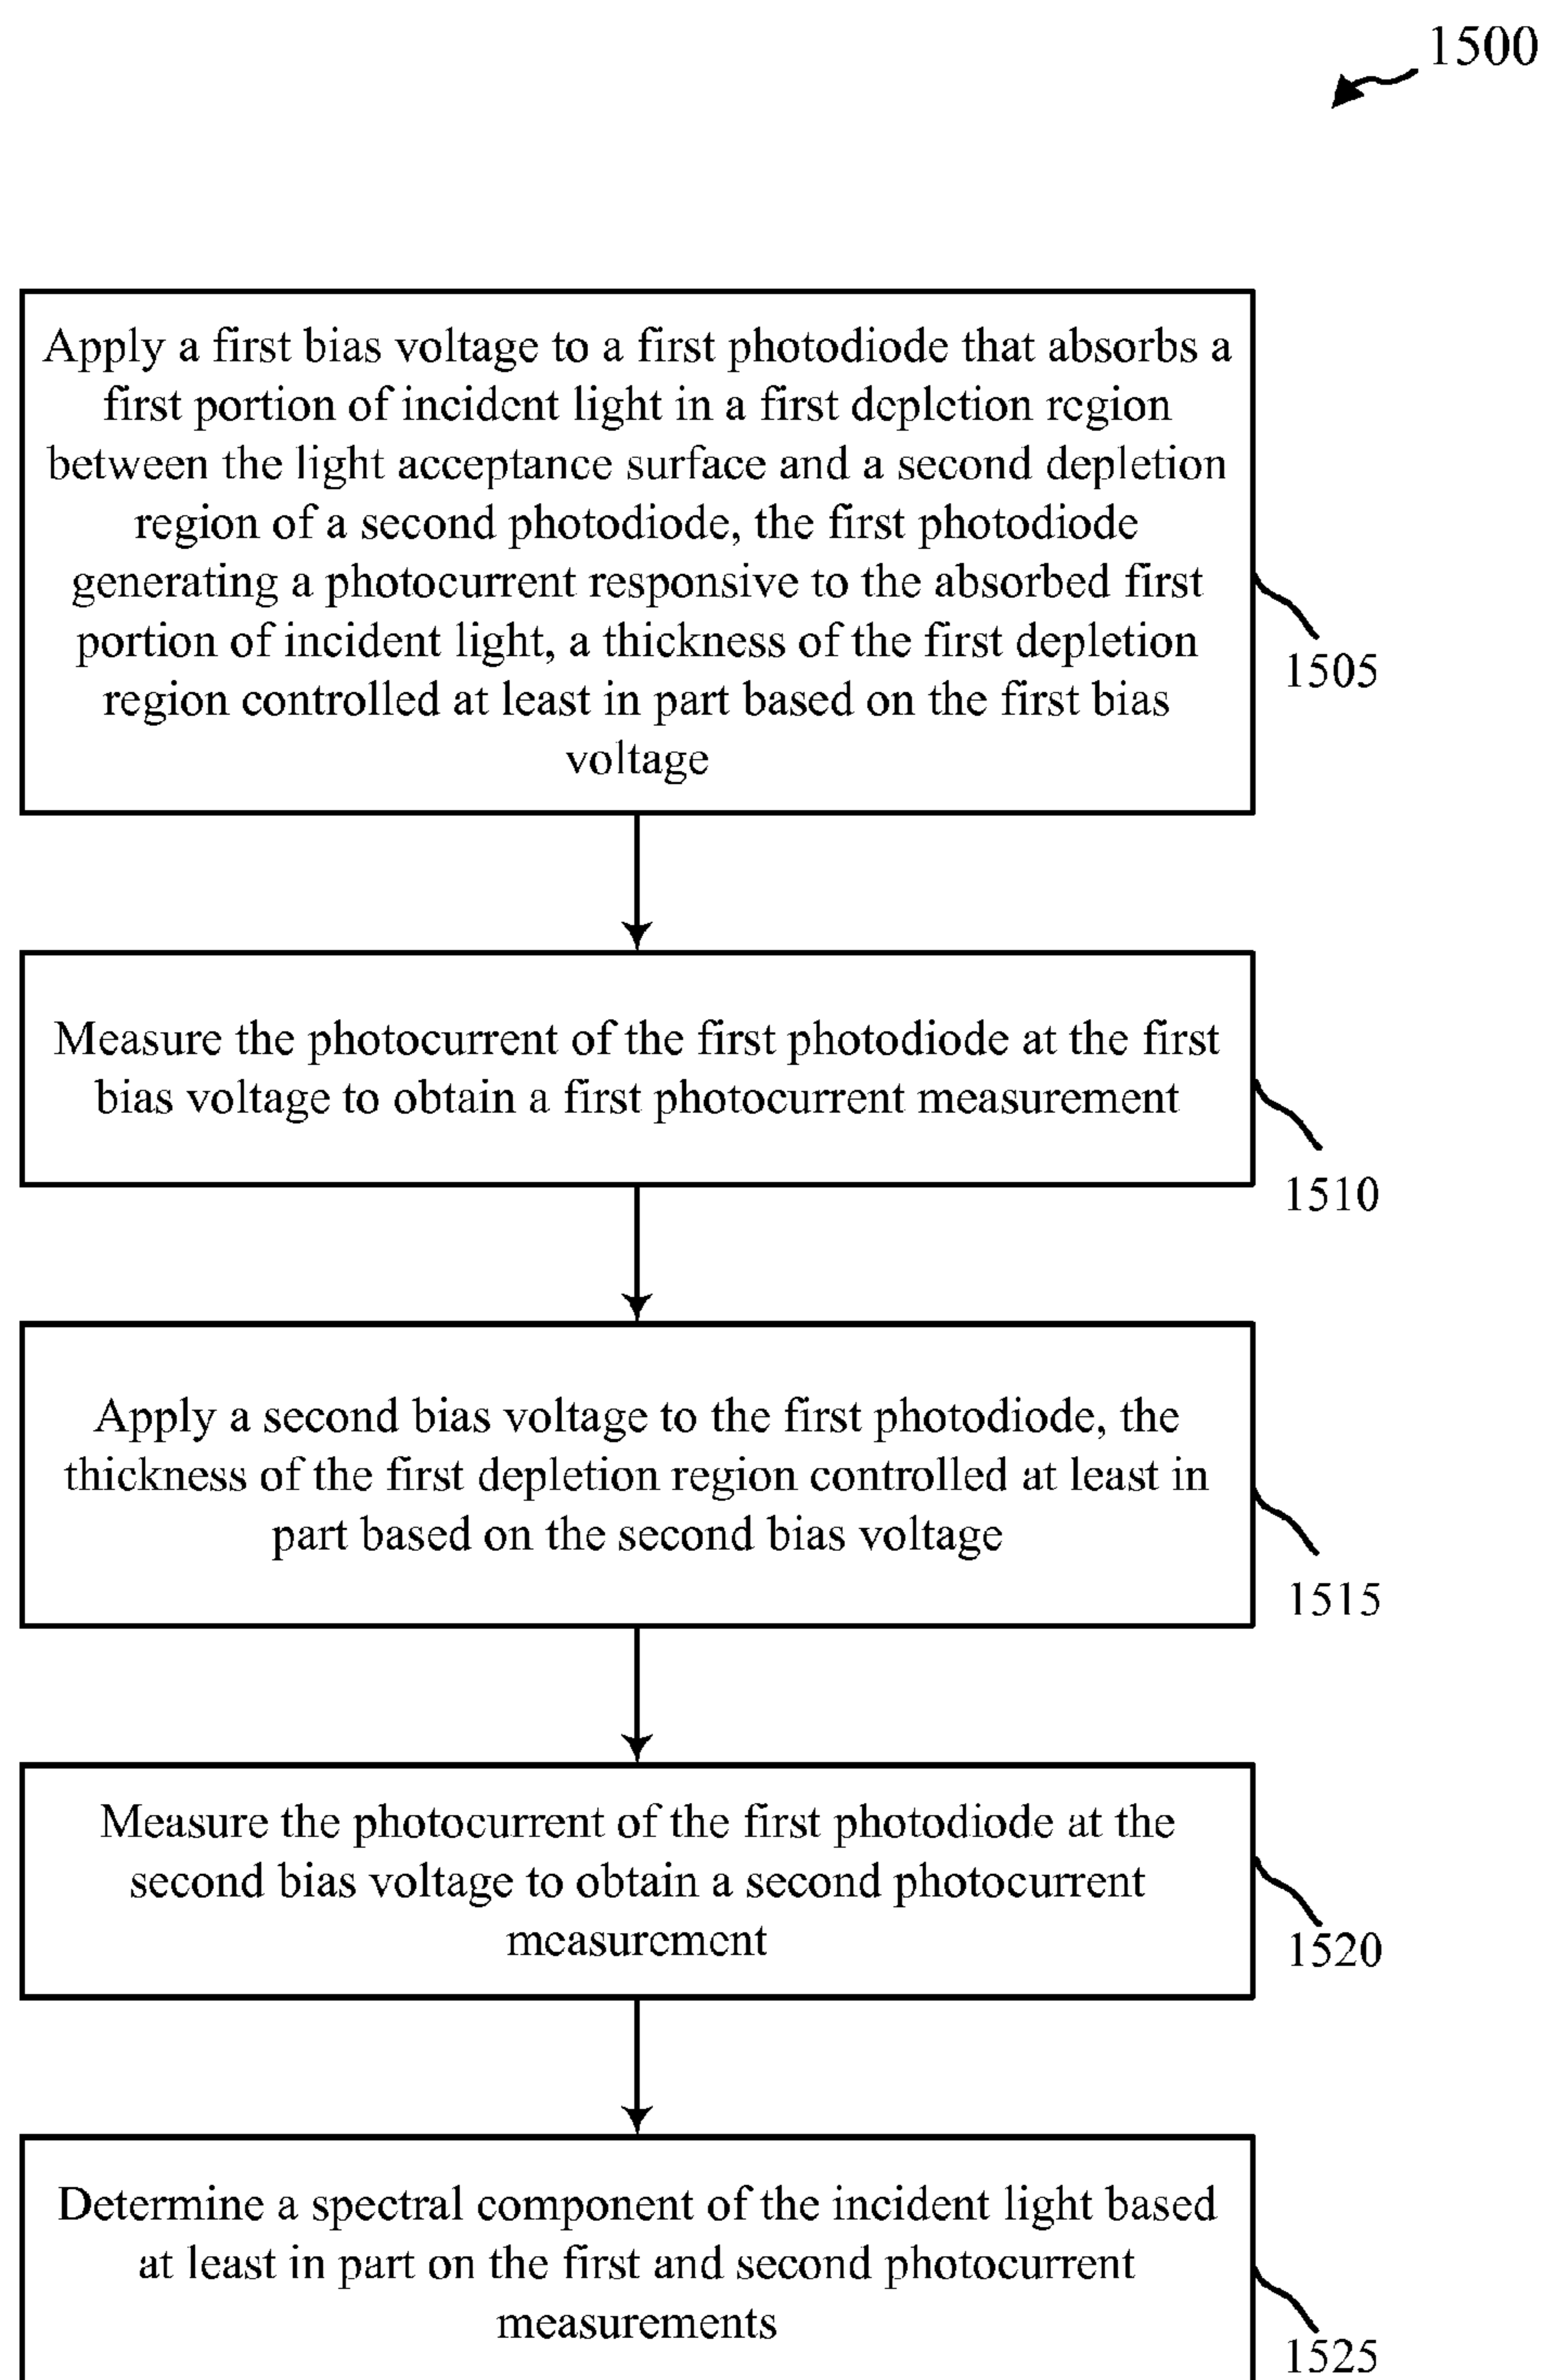 1500
Apply a first bias voltage to a first photodiode that absorbs a
first portion of incident light in a first depletion region
between the light acceptance surface and a second depletion
region of a second photodiode, the first photodiode
generating a photocurrent responsive to the absorbed first
portion of incident light, a thickness of the first depletion
region controlled at least in part based on the first bias
voltage
1505
Measure the photocurrent of the first photodiode at the first
bias voltage to obtain a first photocurrent measurement
1510
Apply a second bias voltage to the first photodiode, the
thickness of the first depletion region controlled at least in
part based on the second bias voltage
1515
Measure the photocurrent of the first photodiode at the
second bias voltage to obtain a second photocurrent
measurement
1520
Determine a spectral component of the incident light based
at least in part on the first and second photocurrent
measurements
1525